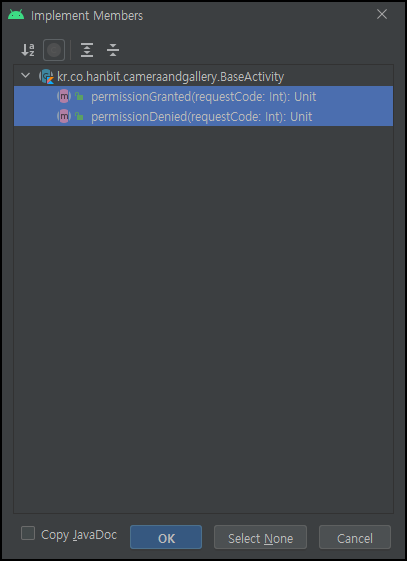 Implement Members
kr.co.hanbit.cameraandgallery.BaseActivity
permissionGranted(requestCode: Int): Unit
permissionDenied(requestCode: Int): Unit
Copy JavaDoc
OK
Select None
Cancel